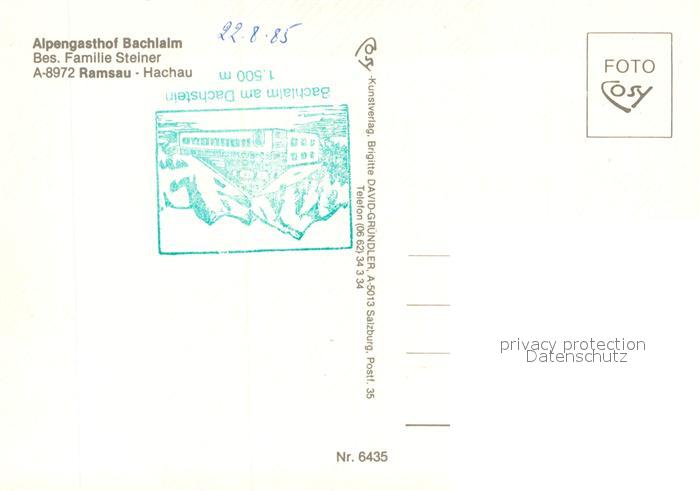 Alpengasthof Bachlalm
Bes. Familie Steiner
A-8972 Ramsau - Hachau
22.8.85
Bachlalm am Dachstein
1.500 m
Cosy-Kunstverlag, Brigitte DAVID-GRÜNDLER, A-5013 Salzburg, Postf. 35
Telefon (06 62) 34 3 34
FOTO
Cosy
privacy protection
Datenschutz
Nr. 6435